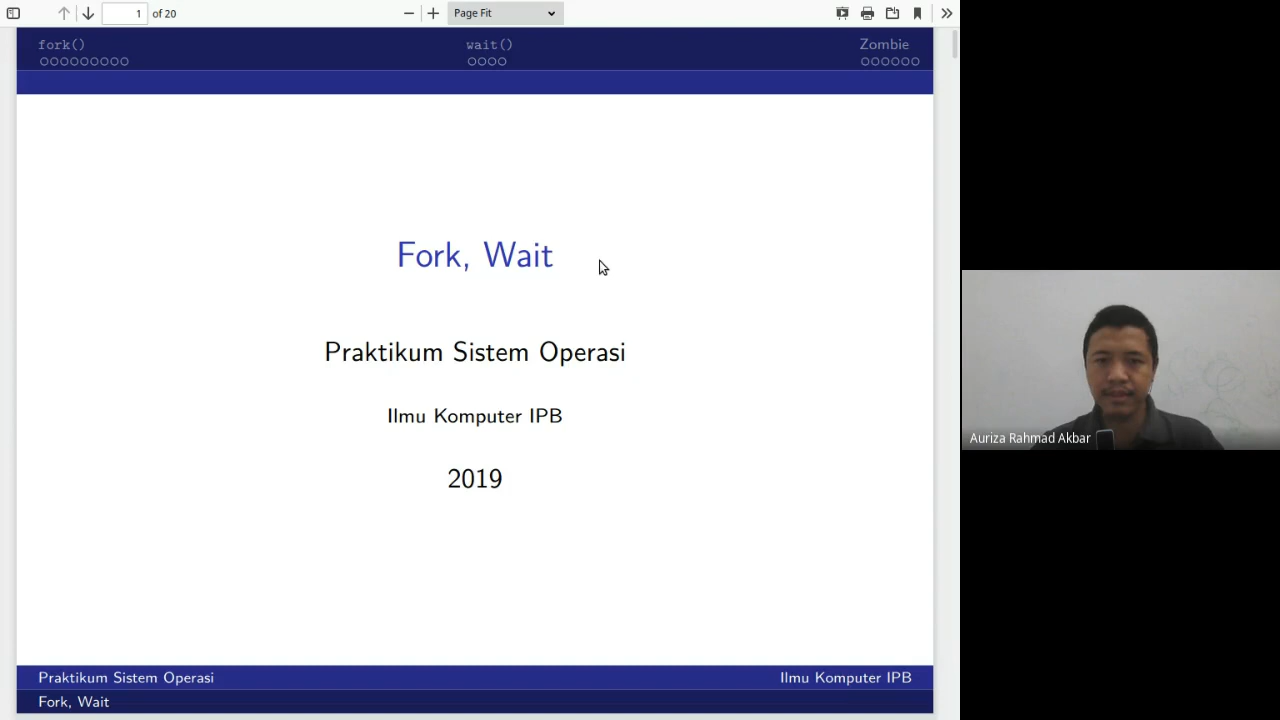 1 of 20
Page Fit
fork()
wait()
Zombie
Fork, Wait
Praktikum Sistem Operasi
Ilmu Komputer IPB
2019
Auriza Rahmad Akbar
Praktikum Sistem Operasi
Ilmu Komputer IPB
Fork, Wait